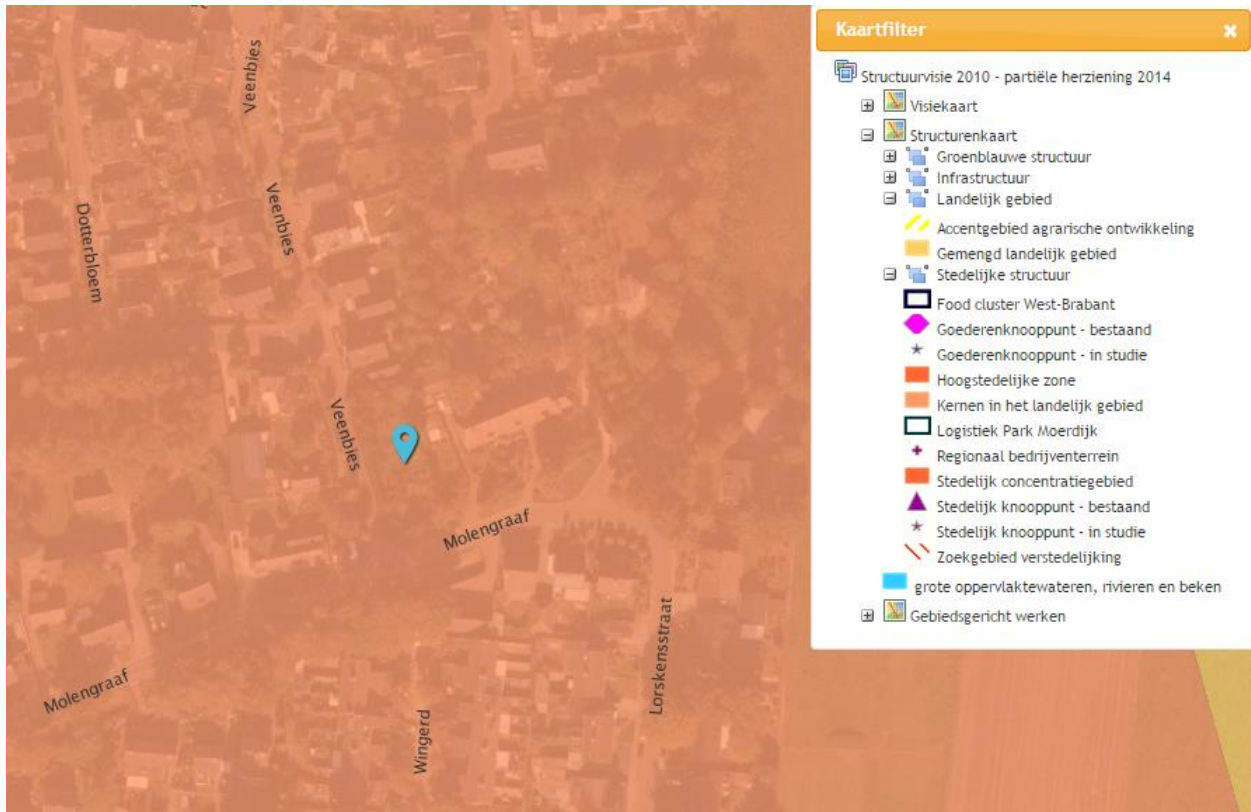 Veenbies
Veenbies
Dotterbloem
Veenbies
Molengraaf
Molengraaf
Lorskensstraat
Wingerd
Kaartfilter
Structuurvisie 2010 - partiële herziening 2014
Visiekaart
Structurenkaart
Groenblauwe structuur
Infrastructuur
Landelijk gebied
Accentgebied agrarische ontwikkeling
Gemengd landelijk gebied
Stedelijke structuur
Food cluster West-Brabant
Goederenknooppunt - bestaand
Goederenknooppunt - in studie
Hoogstedelijke zone
Kernen in het landelijk gebied
Logistiek Park Moerdijk
Regionaal bedrijventerrein
Stedelijk concentratiegebied
Stedelijk knooppunt - bestaand
Stedelijk knooppunt - in studie
Zoekgebied verstedelijking
grote oppervlaktewateren, rivieren en beken
Gebiedsgericht werken